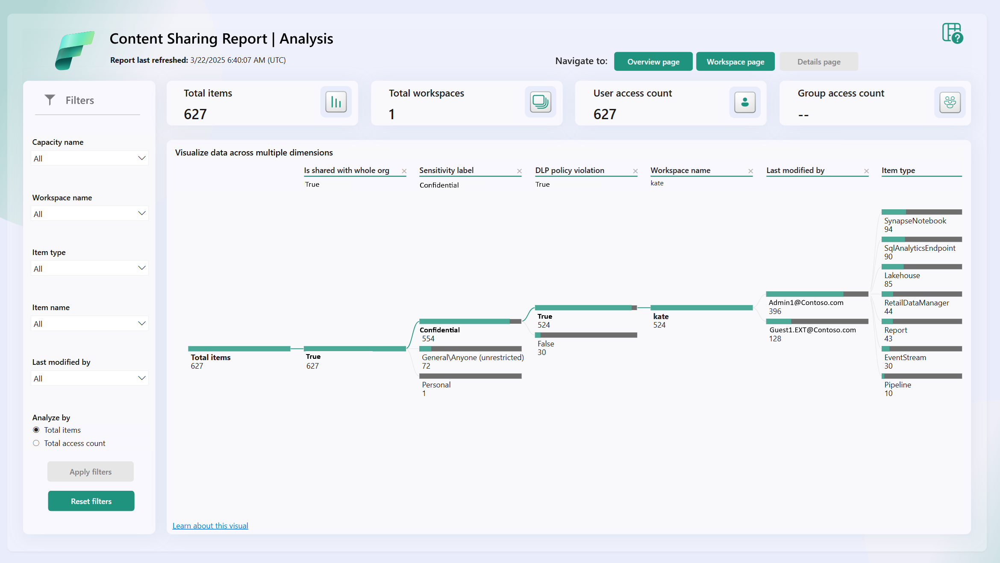 Content Sharing Report | Analysis
Report last refreshed: 3/22/2025 6:40:07 AM (UTC)
Navigate to:
Overview page
Workspace page
Details page
?
Filters
Capacity name
All
Workspace name
All
Item type
All
Item name
All
Last modified by
All
Analyze by
Total items
Total access count
Apply filters
Reset filters
Total items
627
Total workspaces
1
User access count
627
Group access count
--
Visualize data across multiple dimensions
Is shared with whole org
True
Sensitivity label
Confidential
DLP policy violation
True
Workspace name
kate
Last modified by
Item type
Total items
627
True
627
Confidential
554
General\Anyone (unrestricted)
72
Personal
1
True
524
False
30
kate
524
Admin1@Contoso.com
396
Guest1.EXT@Contoso.com
128
SynapseNotebook
94
SqlAnalyticsEndpoint
90
Lakehouse
85
RetailDataManager
44
Report
43
EventStream
30
Pipeline
10
Learn about this visual